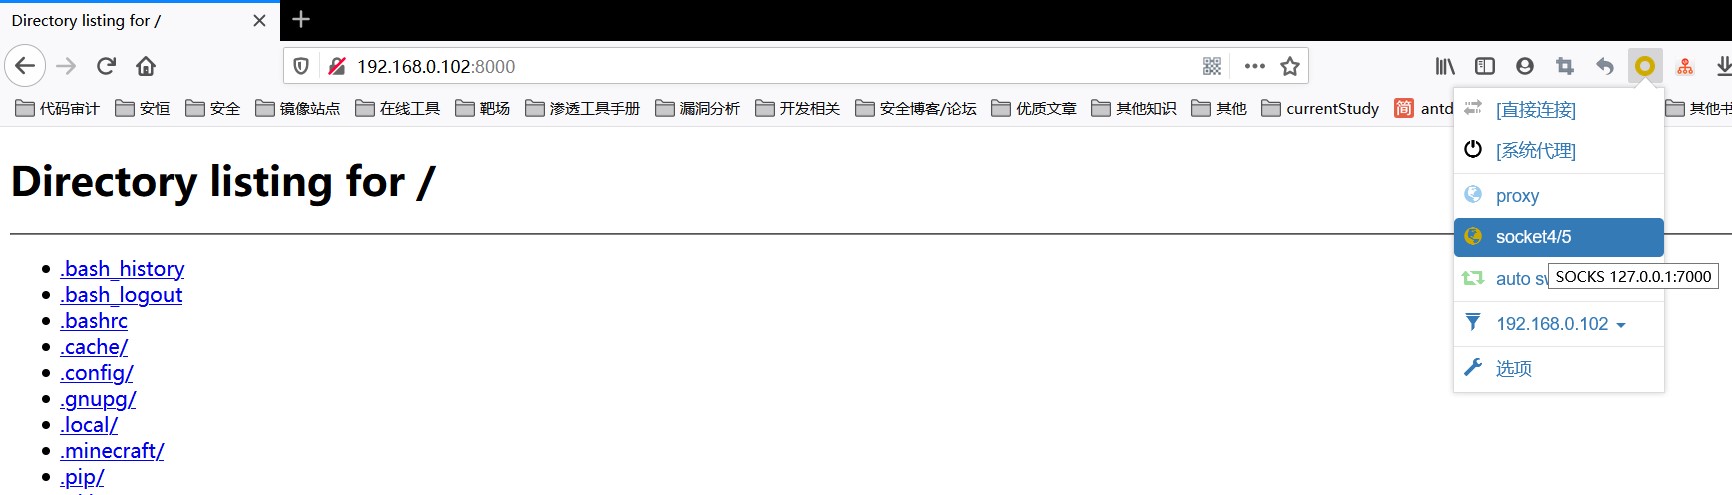 Directory listing for /
192.168.0.102:8000
代码审计 安恒 安全 镜像站点 在线工具 靶场 渗透工具手册 漏洞分析 开发相关 安全博客/论坛 优质文章 其他知识 其他 currentStudy 简 antd 其他书
[直接连接]
[系统代理]
Directory listing for /
proxy
socket4/5
SOCKS 127.0.0.1:7000
auto sw
192.168.0.102
选项
.bash_history
.bash_logout
.bashrc
.cache/
.config/
.gnupg/
.local/
.minecraft/
.pip/